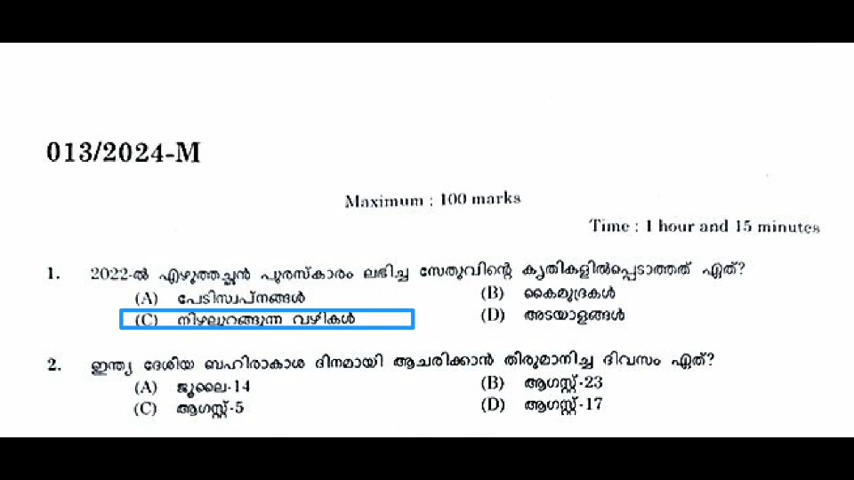 013/2024-M
Maximum : 100 marks
Time : 1 hour and 15 minutes
1. 2022-ൽ എഴുത്തച്ഛൻ പുരസ്കാരം ലഭിച്ച സേതുവിന്റെ കൃതികളിൽപ്പെടാത്തത് ഏത്?
(A) പേടിസ്വപ്നങ്ങൾ (B) കൈമുദ്രകൾ
(C) നിഴലുറങ്ങുന്ന വഴികൾ (D) അടയാളങ്ങൾ
2. ഇന്ത്യ ദേശീയ ബഹിരാകാശ ദിനമായി ആചരിക്കാൻ തിരുമാനിച്ച ദിവസം ഏത്?
(A) ജൂലൈ-14 (B) ആഗസ്റ്റ്-23
(C) ആഗസ്റ്റ്-5 (D) ആഗസ്റ്റ്-17